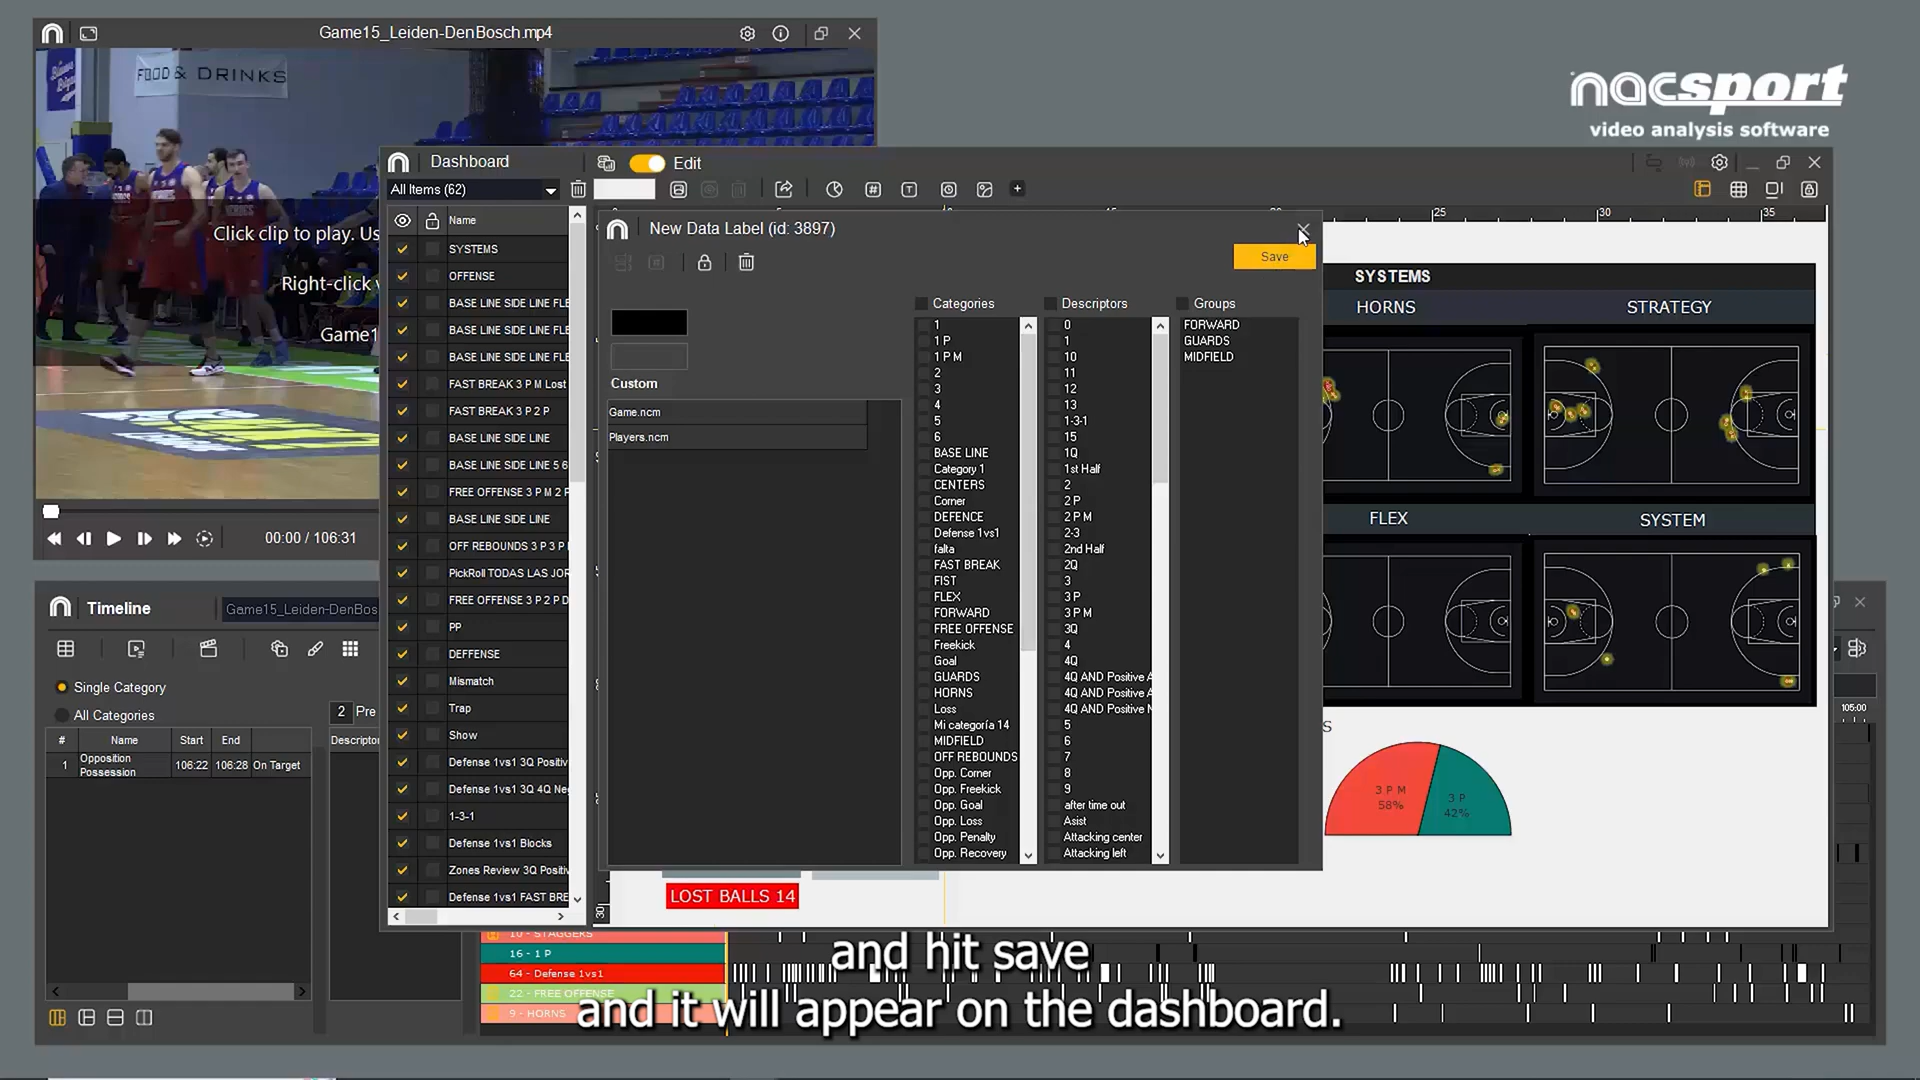 Game15_Leiden-DenBosch.mp4
FOOD & DRINKS
Click clip to play. Us
Right-click
Game1
00:00 / 106:31
nacsport
video analysis software
Dashboard
Edit
All Items (62)
Name
SYSTEMS
OFFENSE
BASE LINE SIDE LINE FLE
BASE LINE SIDE LINE FLE
BASE LINE SIDE LINE FLE
FAST BREAK 3 P M Lost
FAST BREAK 3 P 2 P
BASE LINE SIDE LINE
BASE LINE SIDE LINE 5 6
FREE OFFENSE 3 P M 2 P
BASE LINE SIDE LINE
OFF REBOUNDS 3 P 3 P
PickRoll TODAS LAS JOR
FREE OFFENSE 3 P 2 P D
PP
DEFFENSE
Mismatch
Trap
Show
Defense 1vs1 3Q Positiv
Defense 1vs1 3Q 4Q Ne
1-3-1
Defense 1vs1 Blocks
Zones Review 3Q Positiv
Defense 1vs1 FAST BRE
New Data Label (id: 3897)
Save
Custom
Game.ncm
Players.ncm
Categories
1
1 P
1 P M
2
3
4
5
6
BASE LINE
Category 1
CENTERS
Corner
DEFENCE
Defense 1vs1
falta
FAST BREAK
FIST
FLEX
FORWARD
FREE OFFENSE
Freekick
Goal
GUARDS
HORNS
Loss
Mi categoría 14
MIDFIELD
OFF REBOUNDS
Opp. Corner
Opp. Freekick
Opp. Goal
Opp. Loss
Opp. Penalty
Opp. Recovery
Descriptors
0
1
10
11
12
13
1-3-1
15
1Q
1st Half
2
2 P
2 P M
2-3
2nd Half
2Q
3
3 P
3 P M
3Q
4
4Q
4Q AND Positive A
4Q AND Positive A
4Q AND Positive N
5
6
7
8
9
after time out
Asist
Attacking center
Attacking left
Groups
FORWARD
GUARDS
MIDFIELD
25
30
35
SYSTEMS
HORNS
STRATEGY
FLEX
SYSTEM
S
3 P M
58%
3 P
42%
LOST BALLS 14
30
Timeline
Game15_Leiden-DenBos
Single Category
All Categories
2 Pre
# Name Start End
Descriptor
1 Opposition Possession 106:22 106:28 On Target
105:00
10 - STAGGERS
16 - 1 P
64 - Defense 1vs1
22 - FREE OFFENSE
9 - HORNS
and hit save
and it will appear on the dashboard.